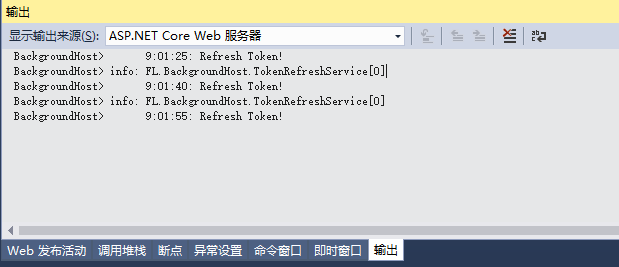 输出
显示输出来源(S): ASP.NET Core Web 服务器
BackgroundHost>       9:01:25: Refresh Token!
BackgroundHost> info: FL.BackgroundHost.TokenRefreshService[0]
BackgroundHost>       9:01:40: Refresh Token!
BackgroundHost> info: FL.BackgroundHost.TokenRefreshService[0]
BackgroundHost>       9:01:55: Refresh Token!
Web 发布活动 调用堆栈 断点 异常设置 命令窗口 即时窗口 输出